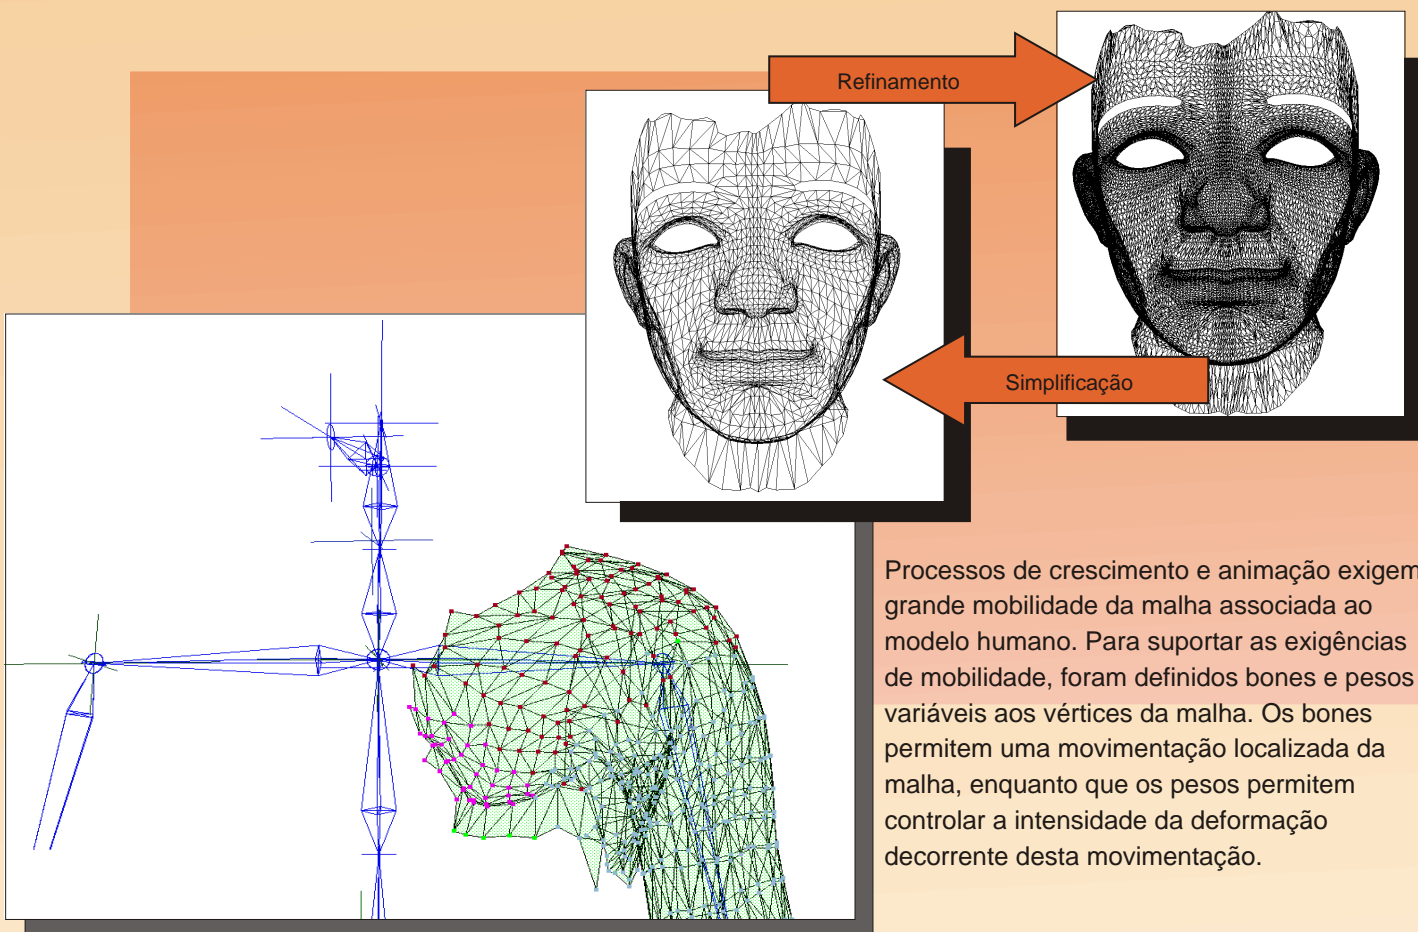 Refinamento
Simplificação
Processos de crescimento e animação exigem
grande mobilidade da malha associada ao
modelo humano. Para suportar as exigências
de mobilidade, foram definidos bones e pesos
variáveis aos vértices da malha. Os bones
permitem uma movimentação localizada da
malha, enquanto que os pesos permitem
controlar a intensidade da deformação
decorrente desta movimentação.